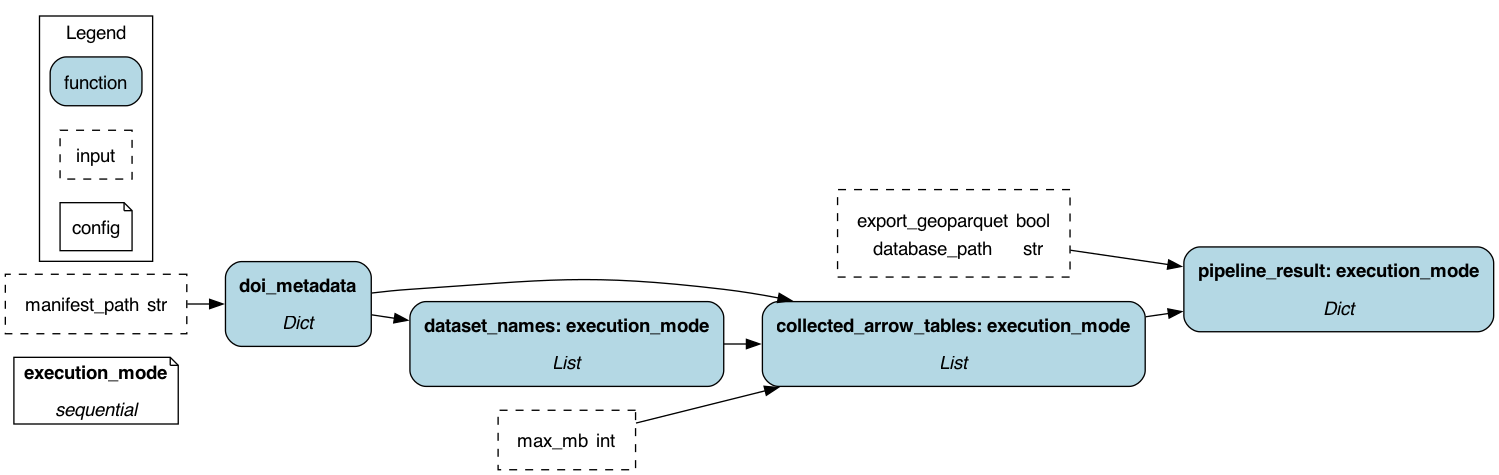 Legend
function
input
config
manifest_path str
execution_mode
sequential
doi_metadata
Dict
dataset_names: execution_mode
List
max_mb int
export_geoparquet bool
database_path str
collected_arrow_tables: execution_mode
List
pipeline_result: execution_mode
Dict